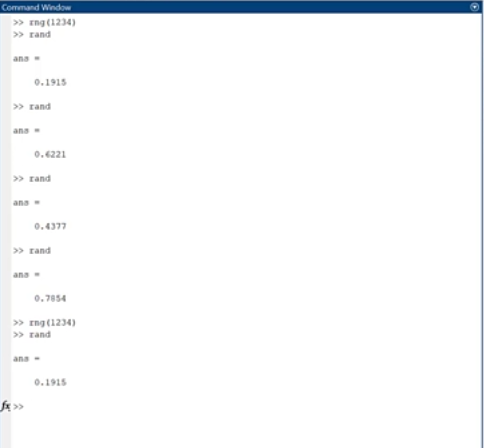 Command Window
>> rng(1234)
>> rand
ans =
0.1915
>> rand
ans =
0.6221
>> rand
ans =
0.4377
>> rand
ans =
0.7854
>> rng(1234)
>> rand
ans =
0.1915
fx >>